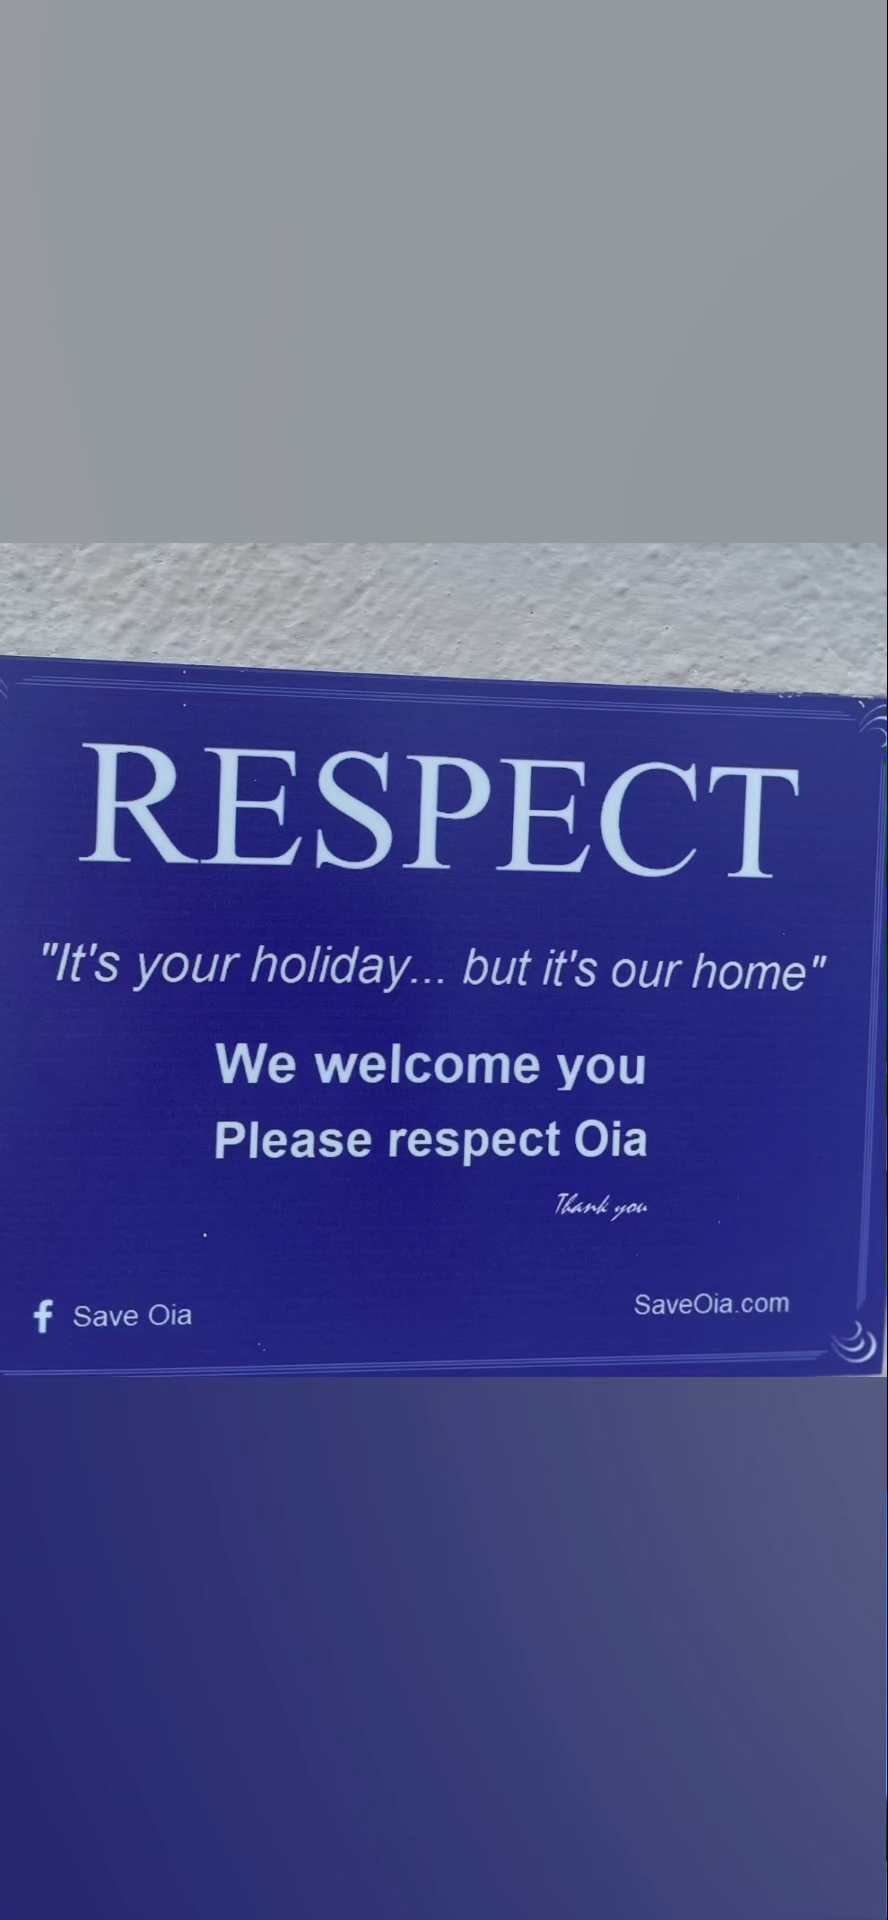 RESPECT
"It's your holiday... but it's our home"
We welcome you
Please respect Oia
Thank you
f Save Oia
SaveOia.com